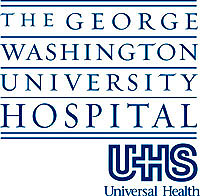 THE GEORGE
WASHINGTON
UNIVERSITY
HOSPITAL
UHS
Universal Health